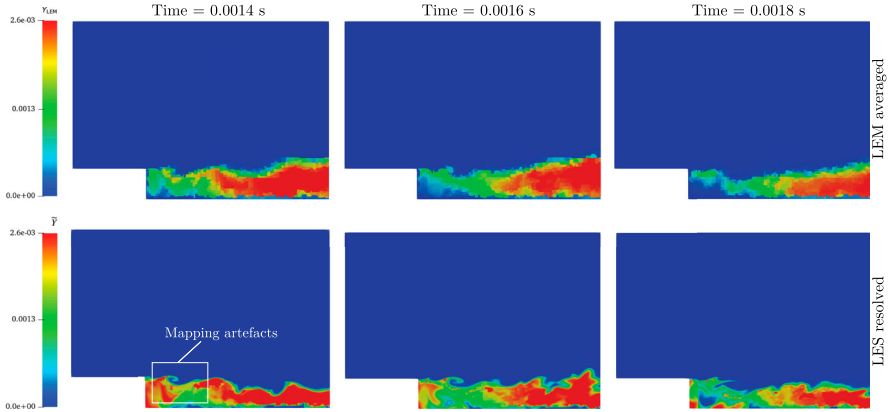 Time = 0.0014 s
Time = 0.0016 s
Time = 0.0018 s
Y_LEM
2.6e-03
0.0013
0.0e+00
LEM averaged
Ỹ
2.6e-03
0.0013
0.0e+00
Mapping artefacts
LES resolved